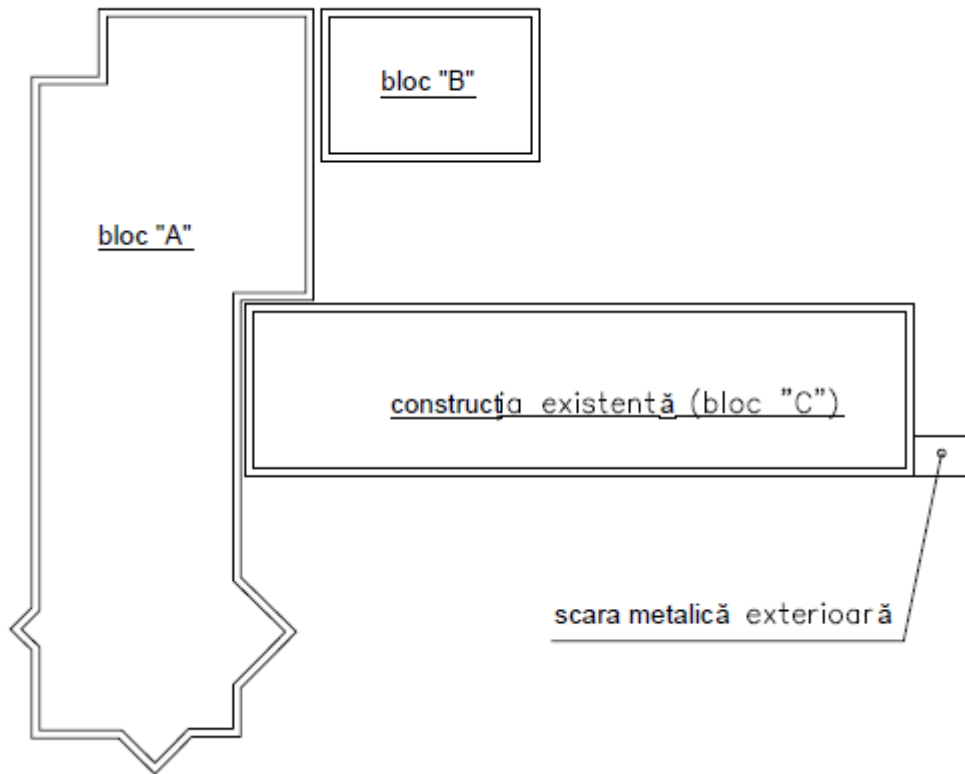 bloc "B"
bloc "A"
construcția existentă (bloc "C")
scara metalică exterioară